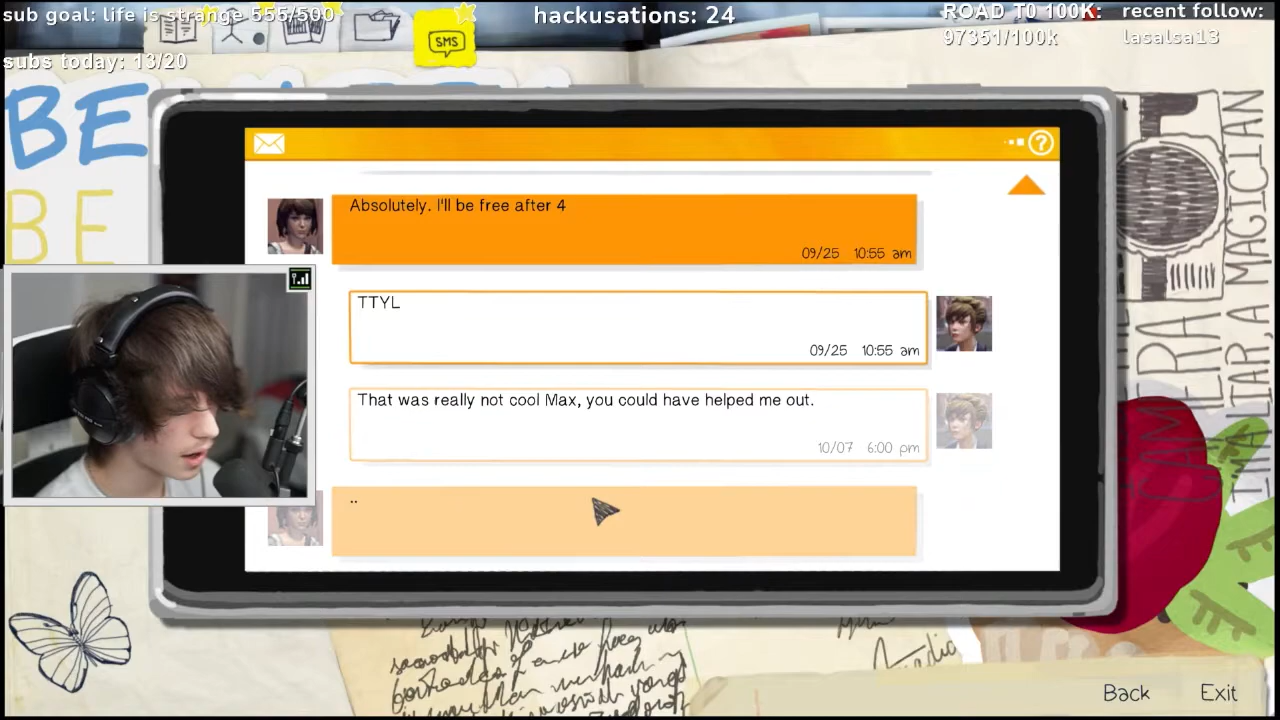 sub goal: life is strange 555/500
hackusations: 24
ROAD TO 100K:
recent follow:
97351/100k
lasalsa13
subs today: 13/20
SMS
BE
BE
Absolutely. I'll be free after 4
09/25 10:55 am
TTYL
09/25 10:55 am
That was really not cool Max, you could have helped me out.
10/07 6:00 pm
..
CAMERA
I'M A LIAR, A MAGICIAN
Back
Exit